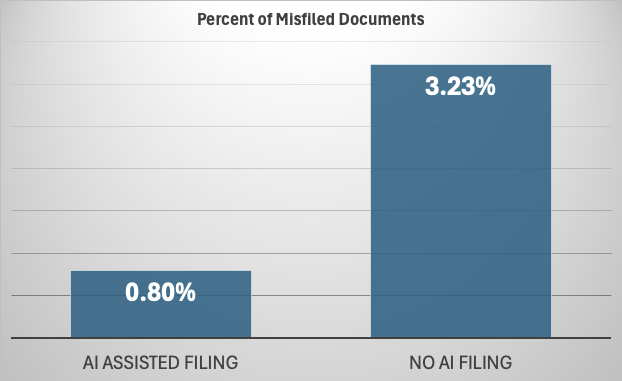 Percent of Misfiled Documents
3.23%
0.80%
AI ASSISTED FILING
NO AI FILING